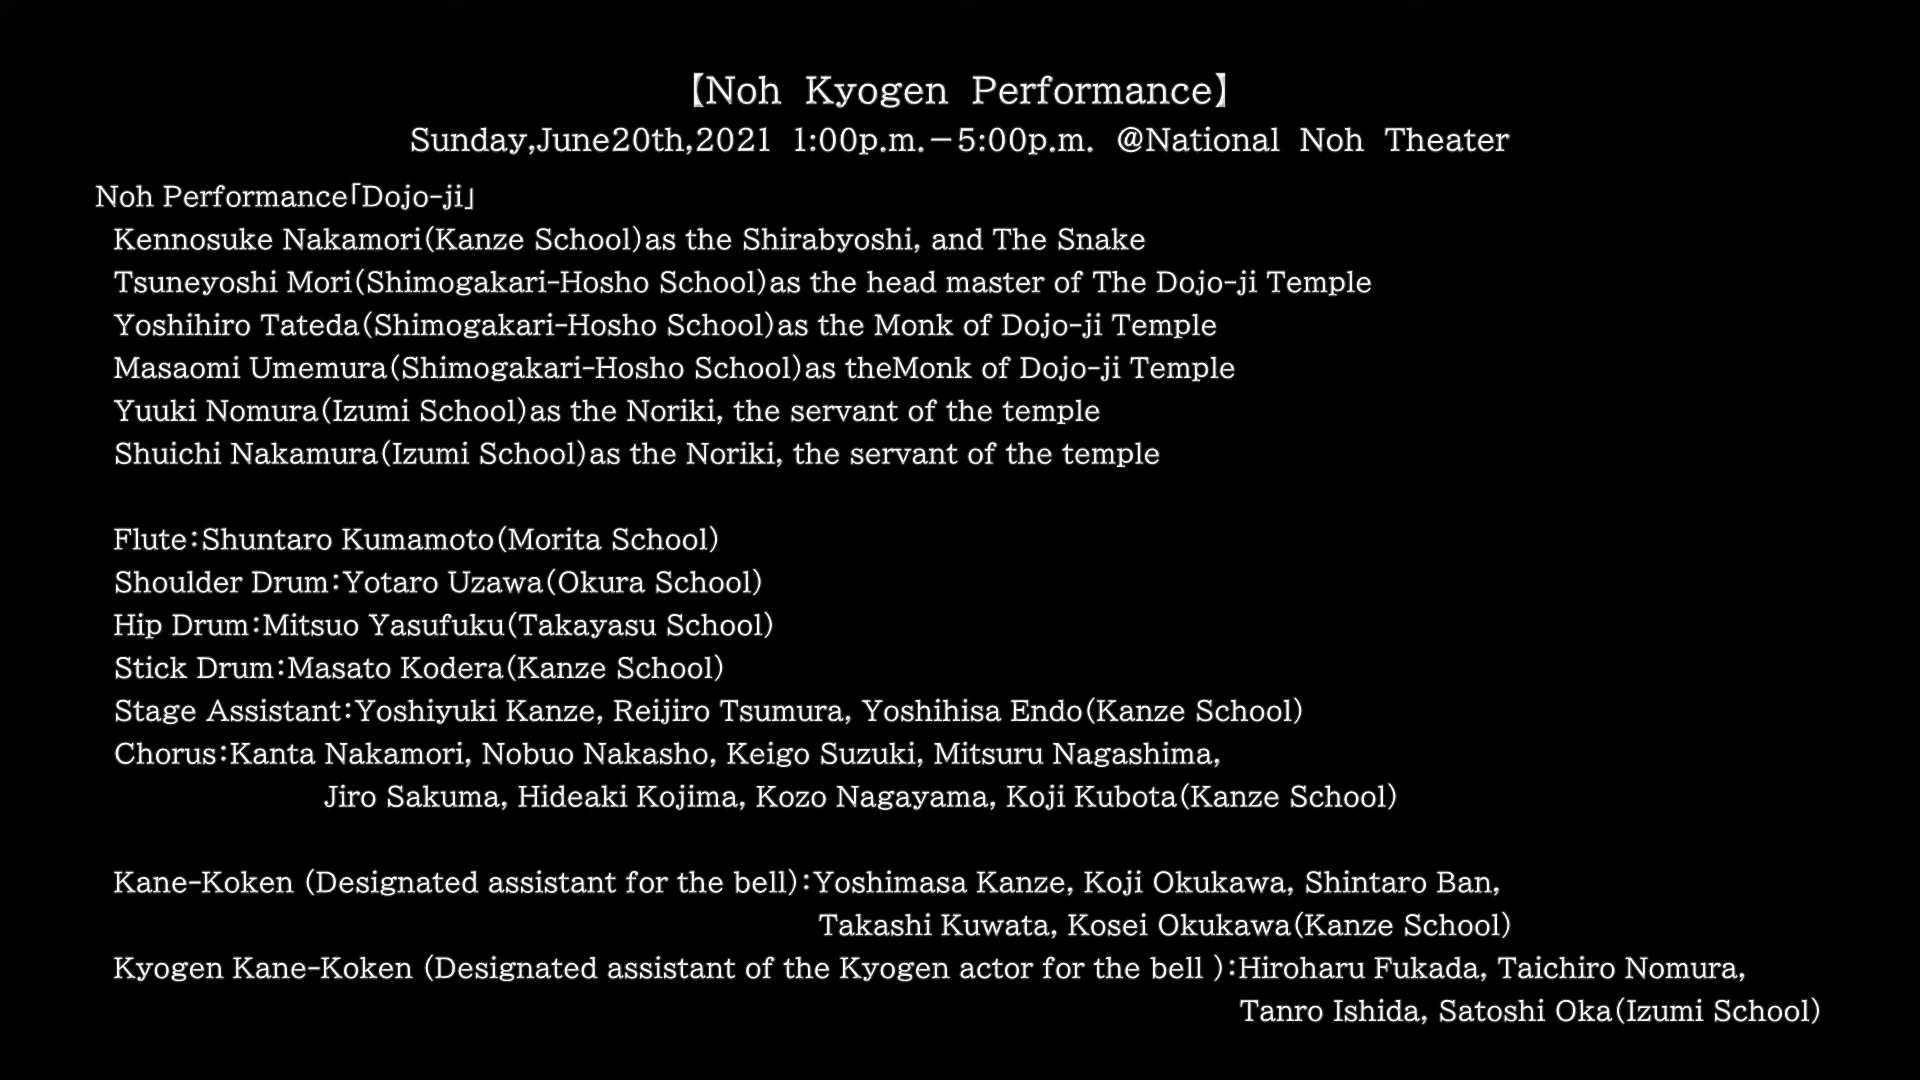 【Noh Kyogen Performance】
Sunday,June20th,2021 1:00p.m.－5:00p.m. @National Noh Theater
Noh Performance「Dojo-ji」
Kennosuke Nakamori(Kanze School)as the Shirabyoshi, and The Snake
Tsuneyoshi Mori(Shimogakari-Hosho School)as the head master of The Dojo-ji Temple
Yoshihiro Tateda(Shimogakari-Hosho School)as the Monk of Dojo-ji Temple
Masaomi Umemura(Shimogakari-Hosho School)as theMonk of Dojo-ji Temple
Yuuki Nomura(Izumi School)as the Noriki, the servant of the temple
Shuichi Nakamura(Izumi School)as the Noriki, the servant of the temple
Flute:Shuntaro Kumamoto(Morita School)
Shoulder Drum:Yotaro Uzawa(Okura School)
Hip Drum:Mitsuo Yasufuku(Takayasu School)
Stick Drum:Masato Kodera(Kanze School)
Stage Assistant:Yoshiyuki Kanze, Reijiro Tsumura, Yoshihisa Endo(Kanze School)
Chorus:Kanta Nakamori, Nobuo Nakasho, Keigo Suzuki, Mitsuru Nagashima,
Jiro Sakuma, Hideaki Kojima, Kozo Nagayama, Koji Kubota(Kanze School)
Kane-Koken (Designated assistant for the bell):Yoshimasa Kanze, Koji Okukawa, Shintaro Ban,
Takashi Kuwata, Kosei Okukawa(Kanze School)
Kyogen Kane-Koken (Designated assistant of the Kyogen actor for the bell ):Hiroharu Fukada, Taichiro Nomura,
Tanro Ishida, Satoshi Oka(Izumi School)